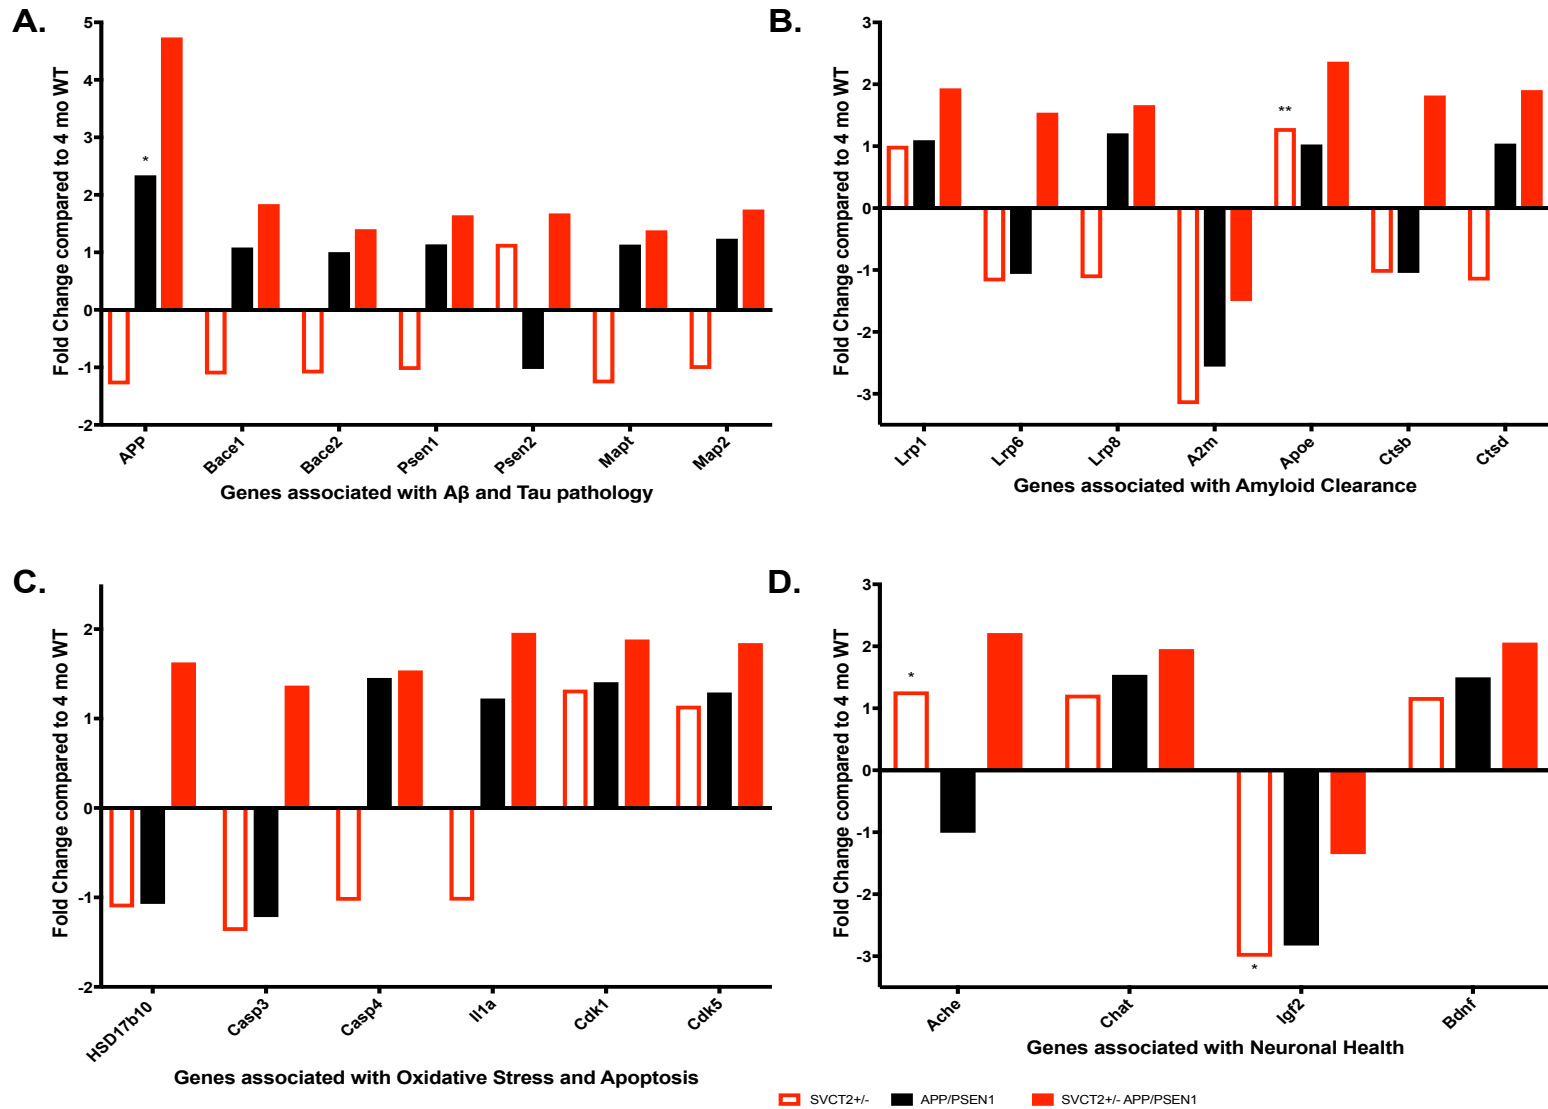 A.
Fold Change compared to 4 mo WT
5
4
3
2
1
0
-1
-2
*
APP
Bace1
Bace2
Psen1
Psen2
Mapt
Map2
Genes associated with Aβ and Tau pathology
B.
Fold Change compared to 4 mo WT
3
2
1
0
-1
-2
-3
**
Lrp1
Lrp6
Lrp8
A2m
Apoe
Ctsb
Ctsd
Genes associated with Amyloid Clearance
C.
Fold Change compared to 4 mo WT
2
1
0
-1
-2
HSD17b10
Casp3
Casp4
Il1a
Cdk1
Cdk5
Genes associated with Oxidative Stress and Apoptosis
D.
Fold Change compared to 4 mo WT
3
2
1
0
-1
-2
-3
*
*
Ache
Chat
Igf2
Bdnf
Genes associated with Neuronal Health
SVCT2+/- APP/PSEN1 SVCT2+/- APP/PSEN1